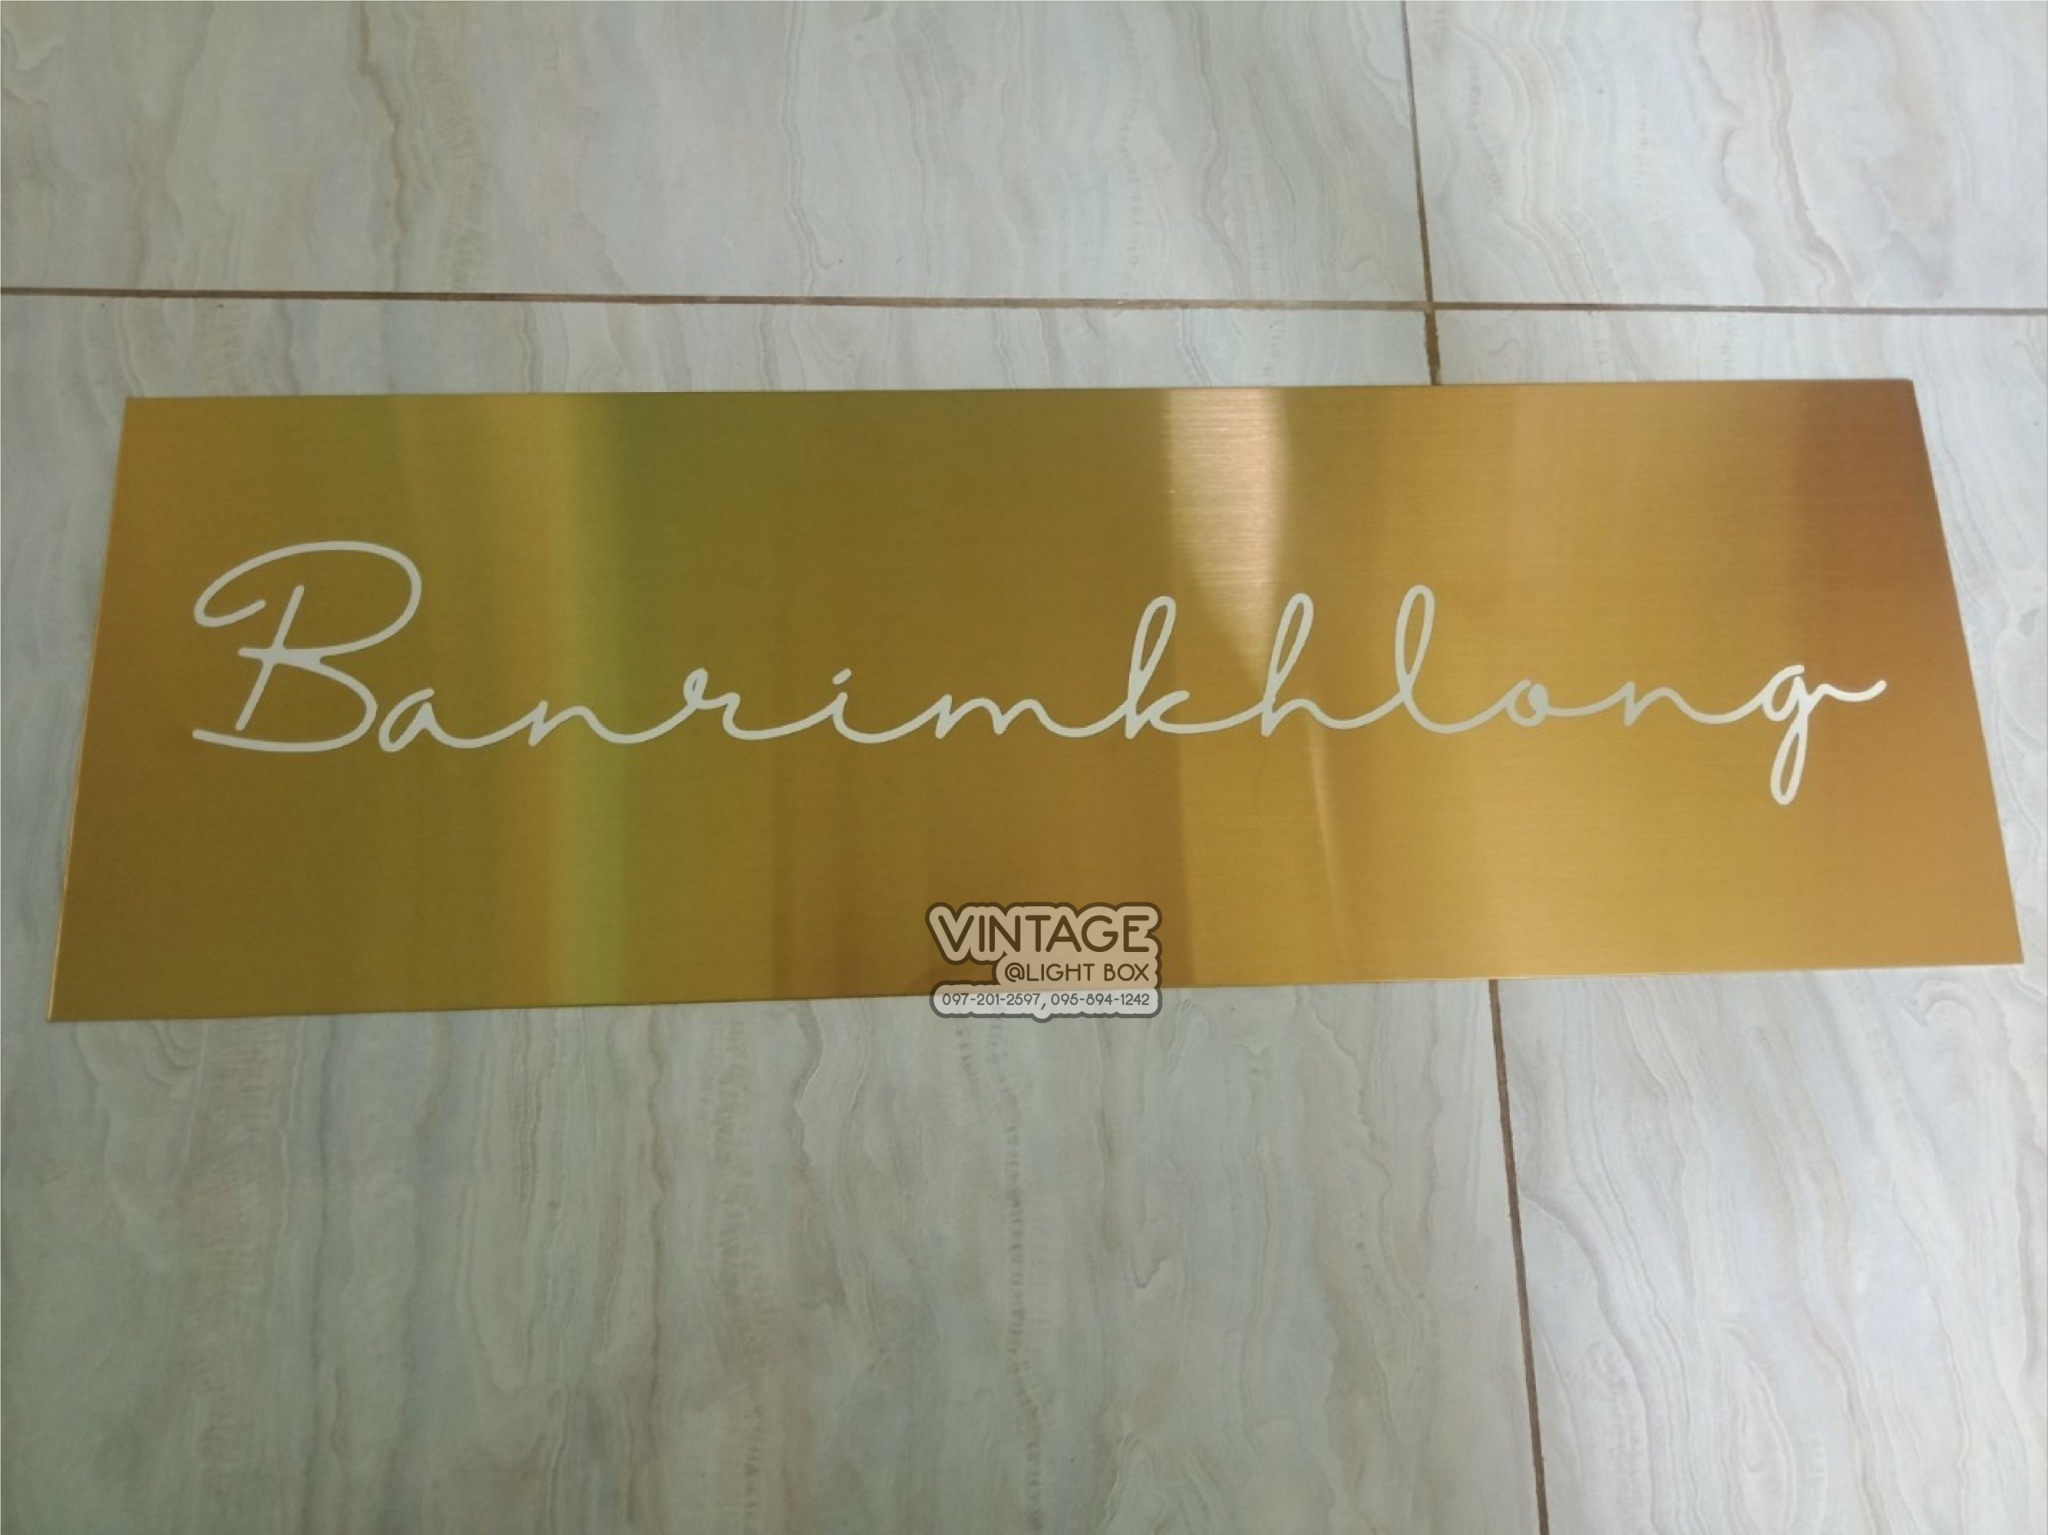 Banrimkhlong
VINTAGE
@LIGHT BOX
097-201-2597, 095-894-1242